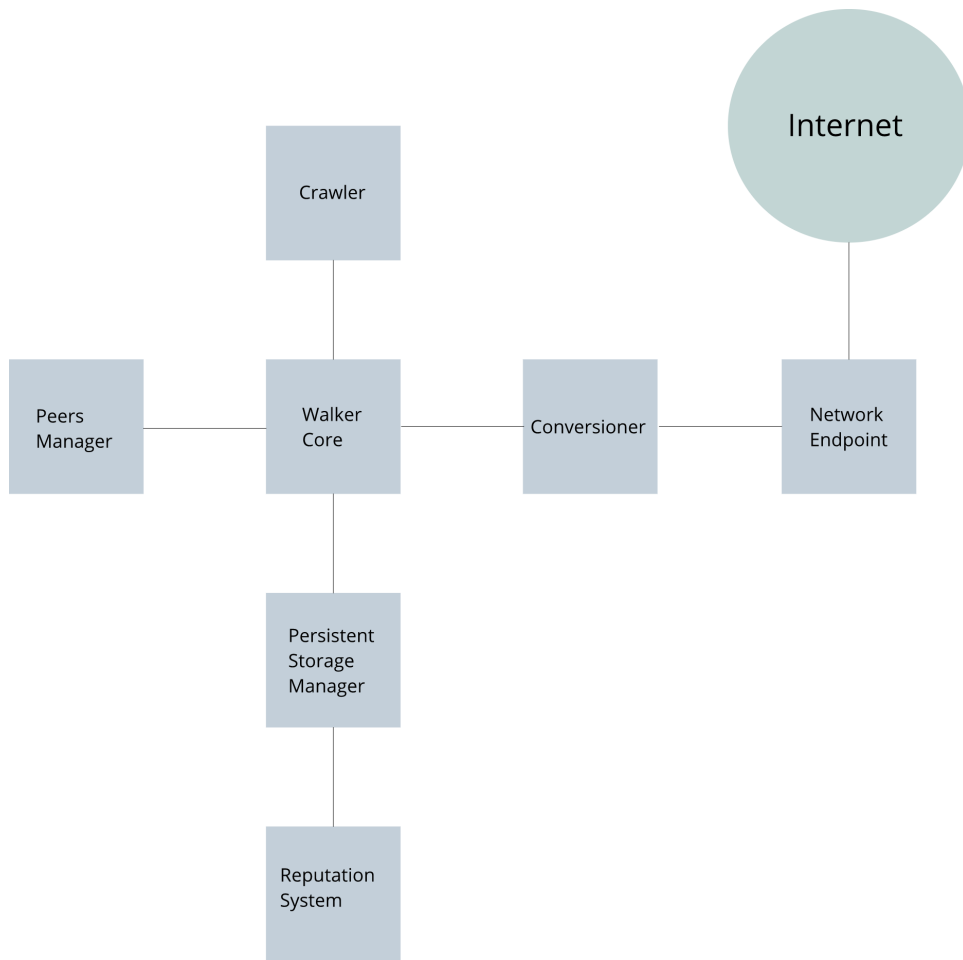 Internet
Crawler
Peers
Manager
Walker
Core
Conversioner
Network
Endpoint
Persistent
Storage
Manager
Reputation
System